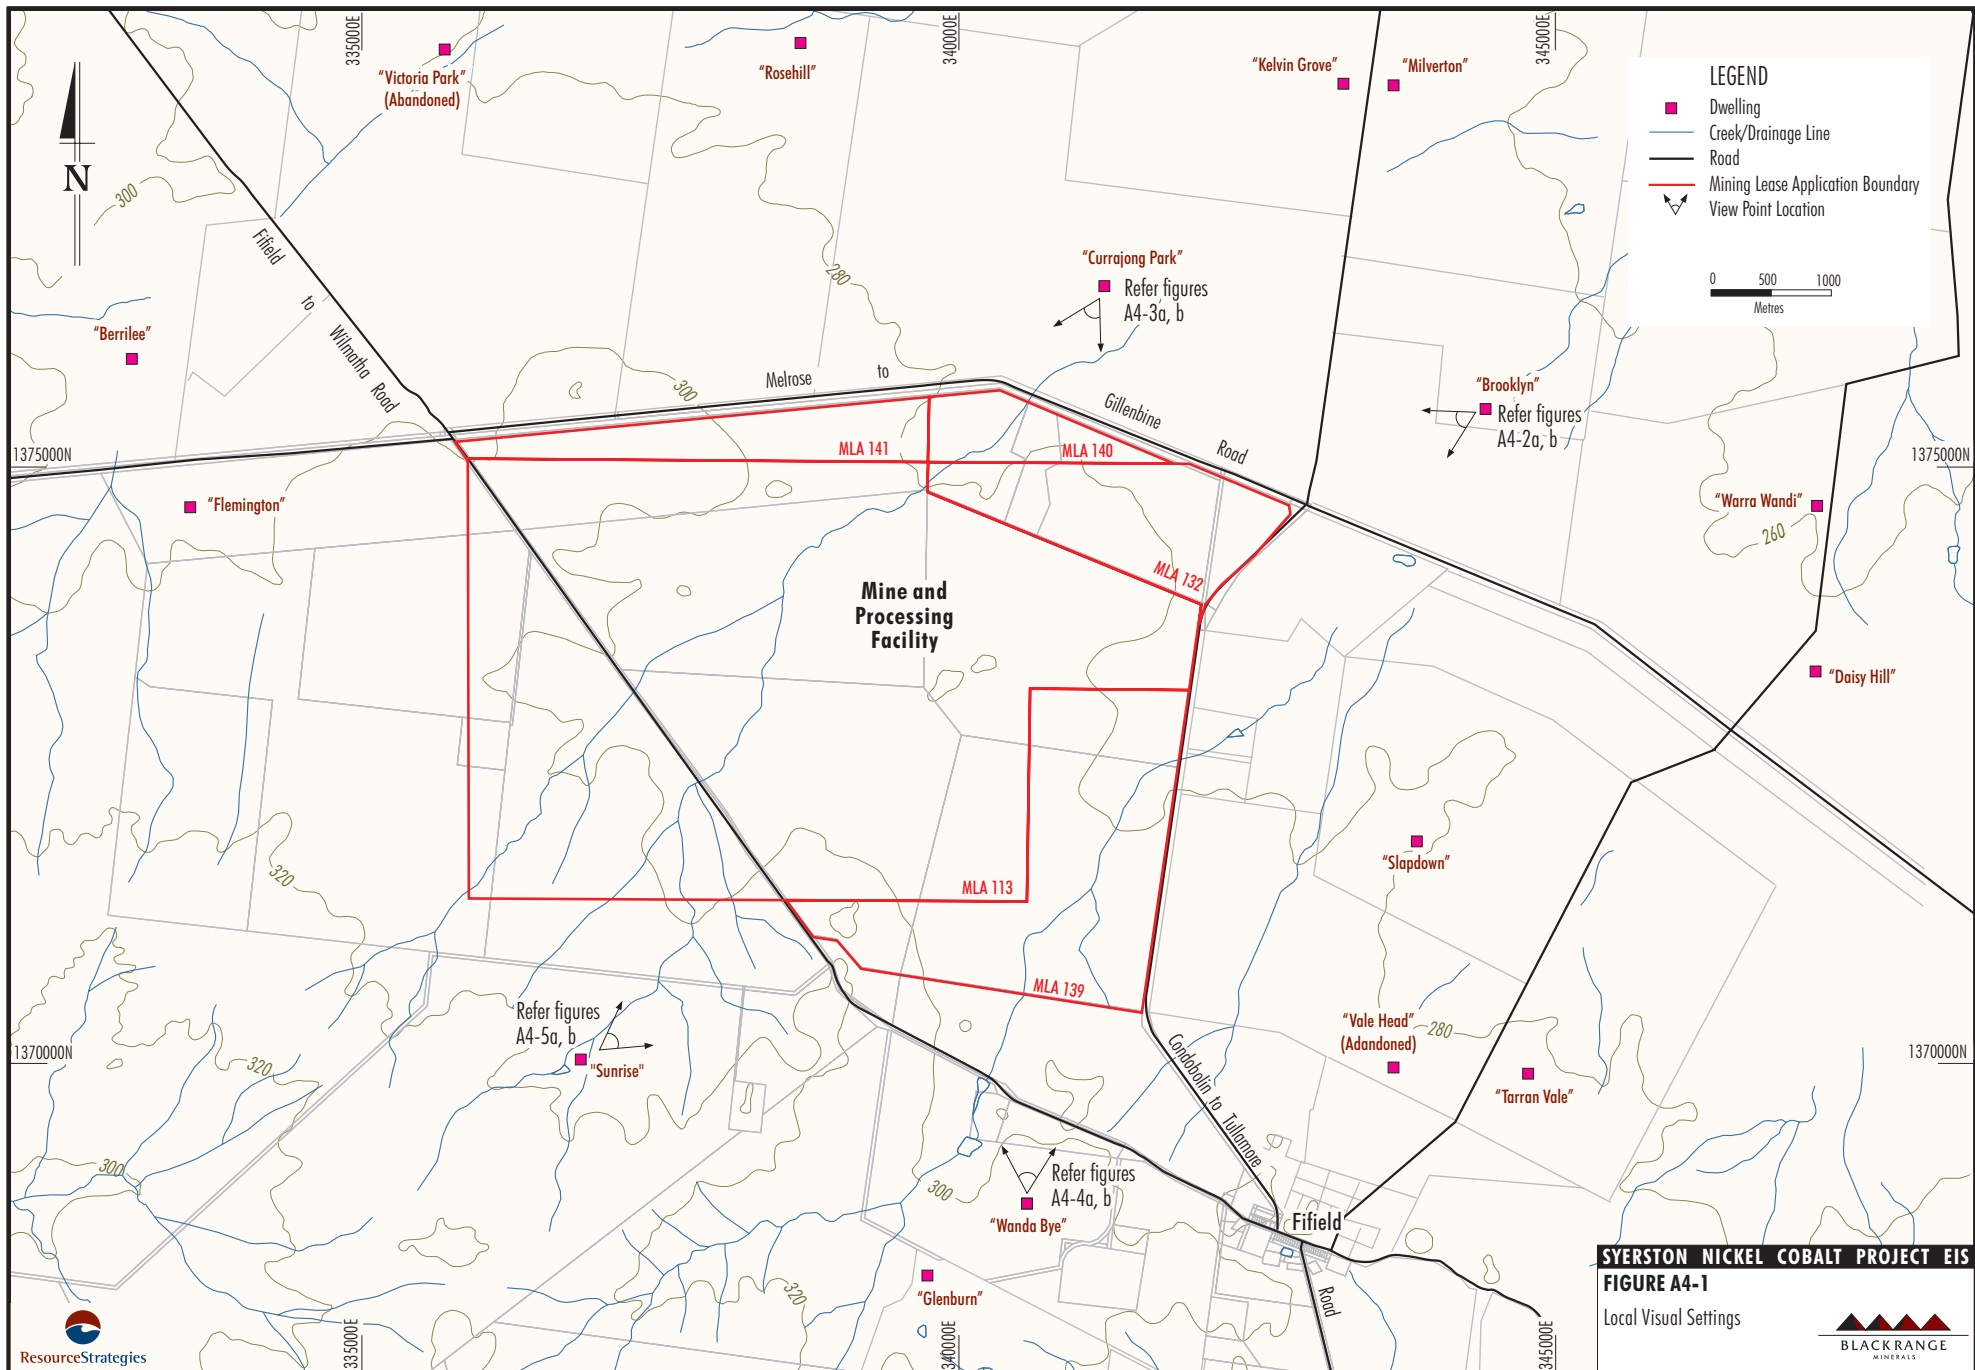 335000E
340000E
345000E
"Victoria Park"
(Abandoned)
"Rosehill"
"Kelvin Grove"
"Milverton"
LEGEND
Dwelling
Creek/Drainage Line
Road
Mining Lease Application Boundary
View Point Location
0 500 1000
Metres
N
300
Fifield
to
Wilmatha Road
280
"Currajong Park"
Refer figures
A4-3a, b
"Berrilee"
Melrose to
Gillenbine
Road
300
"Brooklyn"
Refer figures
A4-2a, b
1375000N
1375000N
MLA 141
MLA 140
"Flemington"
"Warra Wandi"
260
MLA 132
Mine and
Processing
Facility
"Daisy Hill"
"Slapdown"
320
MLA 113
MLA 139
Refer figures
A4-5a, b
"Sunrise"
"Vale Head"
(Adandoned)
280
1370000N
1370000N
320
"Tarran Vale"
Condobolin to Tullamore
300
Refer figures
A4-4a, b
300
"Wanda Bye"
Fifield
"Glenburn"
320
Road
SYERSTON NICKEL COBALT PROJECT EIS
FIGURE A4-1
Local Visual Settings
BLACK RANGE
MINERALS
ResourceStrategies
335000E
340000E
345000E